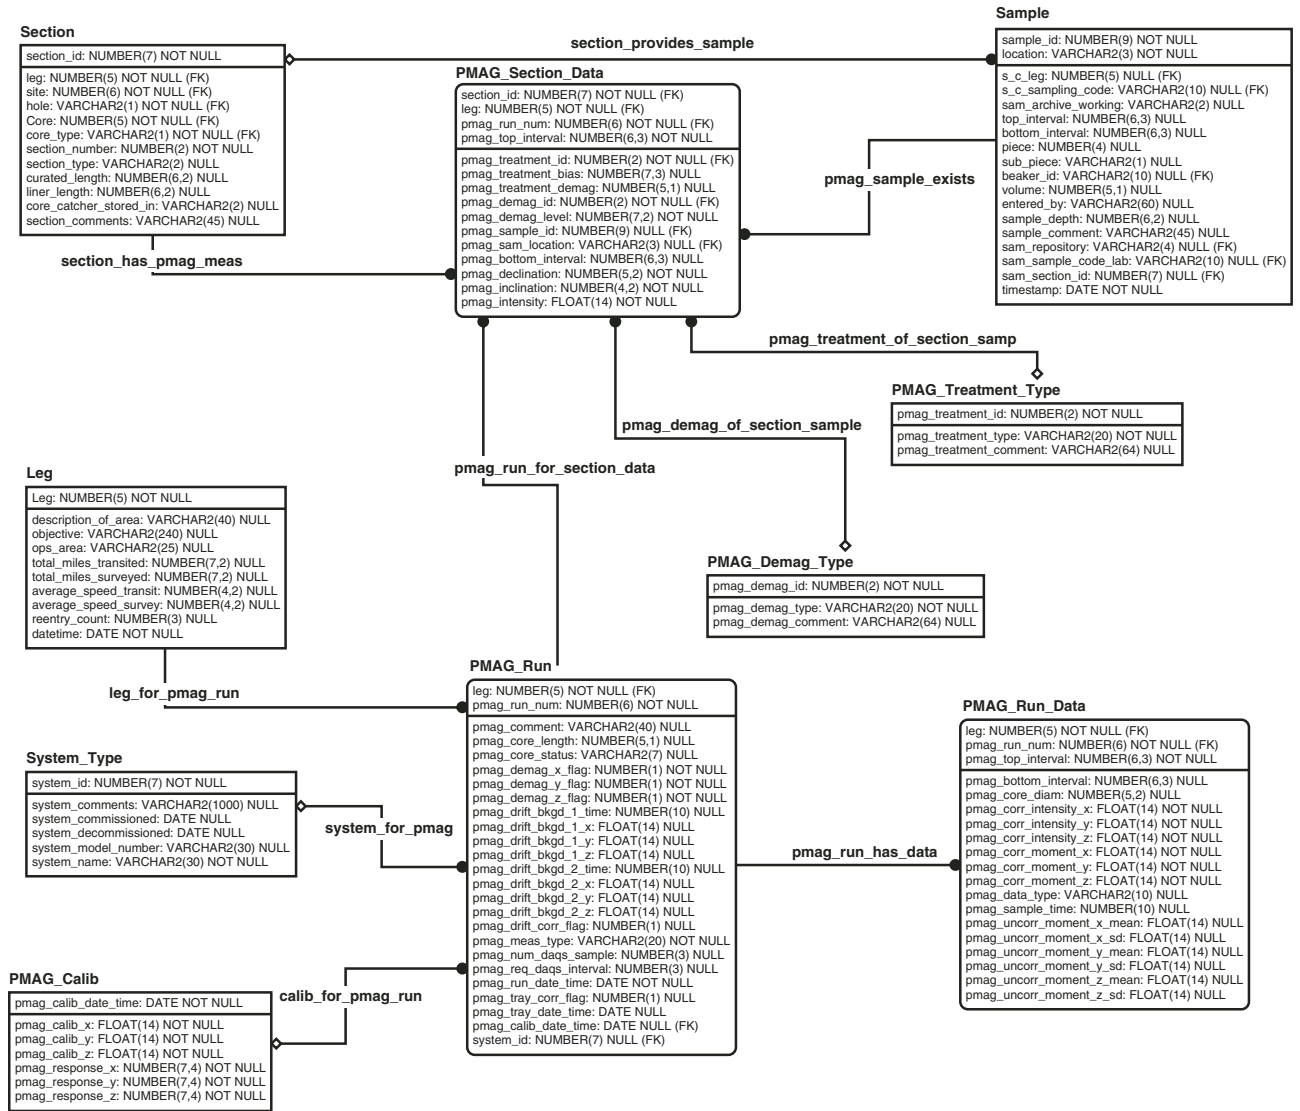 Section
section_id: NUMBER(7) NOT NULL
leg: NUMBER(5) NOT NULL (FK)
site: NUMBER(6) NOT NULL (FK)
hole: VARCHAR2(1) NOT NULL (FK)
Core: NUMBER(5) NOT NULL (FK)
core_type: VARCHAR2(1) NOT NULL (FK)
section_number: NUMBER(2) NOT NULL
section_type: VARCHAR2(2) NULL
curated_length: NUMBER(6,2) NULL
liner_length: NUMBER(6,2) NULL
core_catcher_stored_in: VARCHAR2(2) NULL
section_comments: VARCHAR2(45) NULL
section_provides_sample
Sample
sample_id: NUMBER(9) NOT NULL
location: VARCHAR2(3) NOT NULL
s_c_leg: NUMBER(5) NULL (FK)
s_c_sampling_code: VARCHAR2(10) NULL (FK)
sam_archive_working: VARCHAR2(2) NULL
top_interval: NUMBER(6,3) NULL
bottom_interval: NUMBER(6,3) NULL
piece: NUMBER(4) NULL
sub_piece: VARCHAR2(1) NULL
beaker_id: VARCHAR2(10) NULL (FK)
volume: NUMBER(5,1) NULL
entered_by: VARCHAR2(60) NULL
sample_depth: NUMBER(6,2) NULL
sample_comment: VARCHAR2(45) NULL
sam_repository: VARCHAR2(4) NULL (FK)
sam_sample_code_lab: VARCHAR2(10) NULL (FK)
sam_section_id: NUMBER(7) NULL (FK)
timestamp: DATE NOT NULL
PMAG_Section_Data
section_id: NUMBER(7) NOT NULL (FK)
leg: NUMBER(5) NOT NULL (FK)
pmag_run_num: NUMBER(6) NOT NULL (FK)
pmag_top_interval: NUMBER(6,3) NOT NULL
pmag_treatment_id: NUMBER(2) NOT NULL (FK)
pmag_treatment_bias: NUMBER(7,3) NULL
pmag_treatment_demag: NUMBER(5,1) NULL
pmag_demag_id: NUMBER(2) NOT NULL (FK)
pmag_demag_level: NUMBER(7,2) NOT NULL
pmag_sample_id: NUMBER(9) NULL (FK)
pmag_sam_location: VARCHAR2(3) NULL (FK)
pmag_bottom_interval: NUMBER(6,3) NULL
pmag_declination: NUMBER(5,2) NOT NULL
pmag_inclination: NUMBER(4,2) NOT NULL
pmag_intensity: FLOAT(14) NOT NULL
pmag_sample_exists
section_has_pmag_meas
pmag_treatment_of_section_samp
PMAG_Treatment_Type
pmag_treatment_id: NUMBER(2) NOT NULL
pmag_treatment_type: VARCHAR2(20) NOT NULL
pmag_treatment_comment: VARCHAR2(64) NULL
pmag_demag_of_section_sample
pmag_run_for_section_data
Leg
Leg: NUMBER(5) NOT NULL
description_of_area: VARCHAR2(40) NULL
objective: VARCHAR2(240) NULL
ops_area: VARCHAR2(25) NULL
total_miles_transited: NUMBER(7,2) NULL
total_miles_surveyed: NUMBER(7,2) NULL
average_speed_transit: NUMBER(4,2) NULL
average_speed_survey: NUMBER(4,2) NULL
reentry_count: NUMBER(3) NULL
datetime: DATE NOT NULL
PMAG_Demag_Type
pmag_demag_id: NUMBER(2) NOT NULL
pmag_demag_type: VARCHAR2(20) NOT NULL
pmag_demag_comment: VARCHAR2(64) NULL
leg_for_pmag_run
PMAG_Run
leg: NUMBER(5) NOT NULL (FK)
pmag_run_num: NUMBER(6) NOT NULL
pmag_comment: VARCHAR2(40) NULL
pmag_core_length: NUMBER(5,1) NULL
pmag_core_status: VARCHAR2(7) NULL
pmag_demag_x_flag: NUMBER(1) NOT NULL
pmag_demag_y_flag: NUMBER(1) NOT NULL
pmag_demag_z_flag: NUMBER(1) NOT NULL
pmag_drift_bkgd_1_time: NUMBER(10) NULL
pmag_drift_bkgd_1_x: FLOAT(14) NULL
pmag_drift_bkgd_1_y: FLOAT(14) NULL
pmag_drift_bkgd_1_z: FLOAT(14) NULL
pmag_drift_bkgd_2_time: NUMBER(10) NULL
pmag_drift_bkgd_2_x: FLOAT(14) NULL
pmag_drift_bkgd_2_y: FLOAT(14) NULL
pmag_drift_bkgd_2_z: FLOAT(14) NULL
pmag_drift_corr_flag: NUMBER(1) NULL
pmag_meas_type: VARCHAR2(20) NOT NULL
pmag_num_daqs_sample: NUMBER(3) NULL
pmag_req_daqs_interval: NUMBER(3) NULL
pmag_run_date_time: DATE NOT NULL
pmag_tray_corr_flag: NUMBER(1) NULL
pmag_tray_date_time: DATE NULL
pmag_calib_date_time: DATE NULL (FK)
system_id: NUMBER(7) NULL (FK)
PMAG_Run_Data
leg: NUMBER(5) NOT NULL (FK)
pmag_run_num: NUMBER(6) NOT NULL (FK)
pmag_top_interval: NUMBER(6,3) NOT NULL
pmag_bottom_interval: NUMBER(6,3) NULL
pmag_core_diam: NUMBER(5,2) NULL
pmag_corr_intensity_x: FLOAT(14) NOT NULL
pmag_corr_intensity_y: FLOAT(14) NOT NULL
pmag_corr_intensity_z: FLOAT(14) NOT NULL
pmag_corr_moment_x: FLOAT(14) NOT NULL
pmag_corr_moment_y: FLOAT(14) NOT NULL
pmag_corr_moment_z: FLOAT(14) NOT NULL
pmag_data_type: VARCHAR2(10) NULL
pmag_sample_time: NUMBER(10) NULL
pmag_uncorr_moment_x_mean: FLOAT(14) NULL
pmag_uncorr_moment_x_sd: FLOAT(14) NULL
pmag_uncorr_moment_y_mean: FLOAT(14) NULL
pmag_uncorr_moment_y_sd: FLOAT(14) NULL
pmag_uncorr_moment_z_mean: FLOAT(14) NULL
pmag_uncorr_moment_z_sd: FLOAT(14) NULL
System_Type
system_id: NUMBER(7) NOT NULL
system_comments: VARCHAR2(1000) NULL
system_commissioned: DATE NULL
system_decommissioned: DATE NULL
system_model_number: VARCHAR2(30) NULL
system_name: VARCHAR2(30) NOT NULL
system_for_pmag
pmag_run_has_data
PMAG_Calib
pmag_calib_date_time: DATE NOT NULL
pmag_calib_x: FLOAT(14) NOT NULL
pmag_calib_y: FLOAT(14) NOT NULL
pmag_calib_z: FLOAT(14) NOT NULL
pmag_response_x: NUMBER(7,4) NOT NULL
pmag_response_y: NUMBER(7,4) NOT NULL
pmag_response_z: NUMBER(7,4) NOT NULL
calib_for_pmag_run